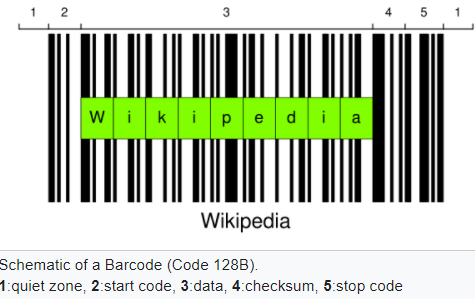 1 2 3 4 5 1
W i k i p e d i a
Wikipedia
Schematic of a Barcode (Code 128B).
1:quiet zone, 2:start code, 3:data, 4:checksum, 5:stop code